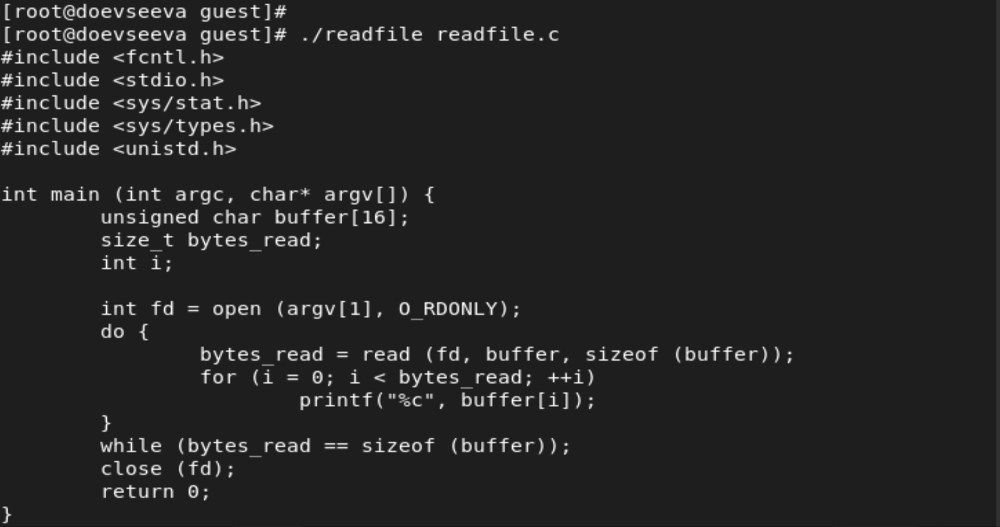 [root@doevseeva guest]#
[root@doevseeva guest]# ./readfile readfile.c
#include <fcntl.h>
#include <stdio.h>
#include <sys/stat.h>
#include <sys/types.h>
#include <unistd.h>

int main (int argc, char* argv[]) {
        unsigned char buffer[16];
        size_t bytes_read;
        int i;

        int fd = open (argv[1], O_RDONLY);
        do {
                bytes_read = read (fd, buffer, sizeof (buffer));
                for (i = 0; i < bytes_read; ++i)
                        printf("%c", buffer[i]);
        }
        while (bytes_read == sizeof (buffer));
        close (fd);
        return 0;
}